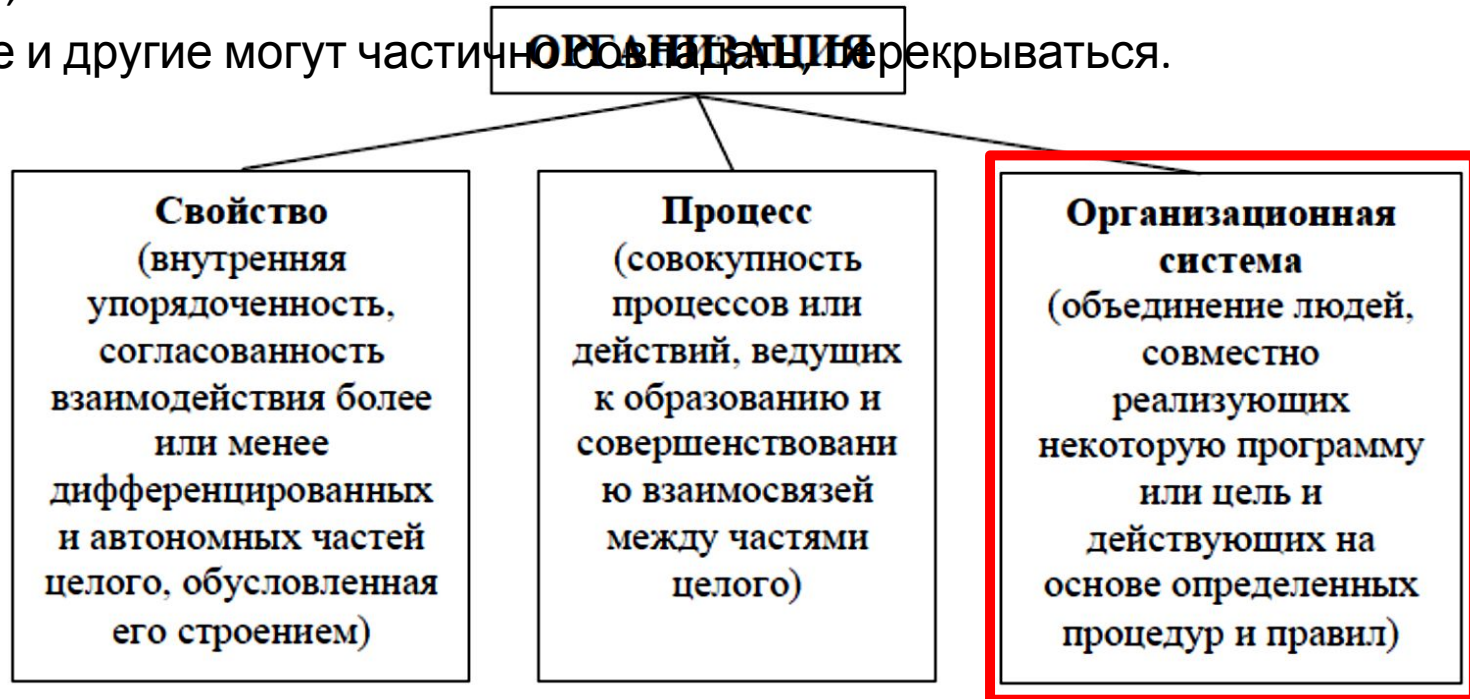 е и другие могут частично совпадать, перекрываться.
ОРГАНИЗАЦИЯ
Свойство
(внутренняя
упорядоченность,
согласованность
взаимодействия более
или менее
дифференцированных
и автономных частей
целого, обусловленная
его строением)
Процесс
(совокупность
процессов или
действий, ведущих
к образованию и
совершенствовани
ю взаимосвязей
между частями
целого)
Организационная
система
(объединение людей,
совместно
реализующих
некоторую программу
или цель и
действующих на
основе определенных
процедур и правил)